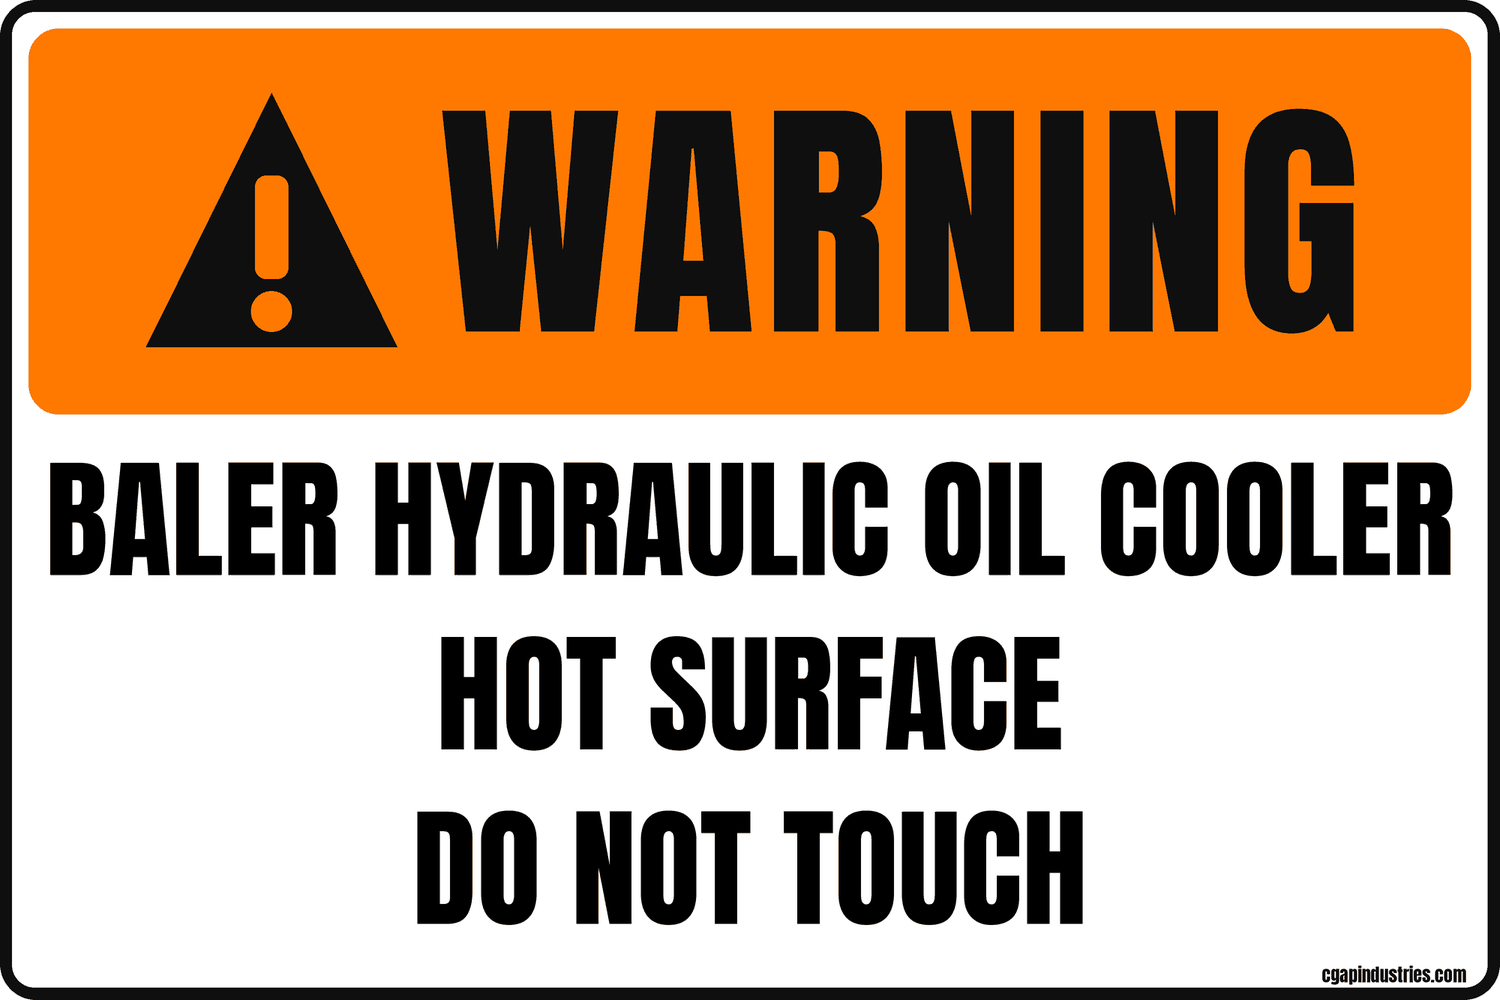 WARNING
BALER HYDRAULIC OIL COOLER
HOT SURFACE
DO NOT TOUCH
cgapindustries.com